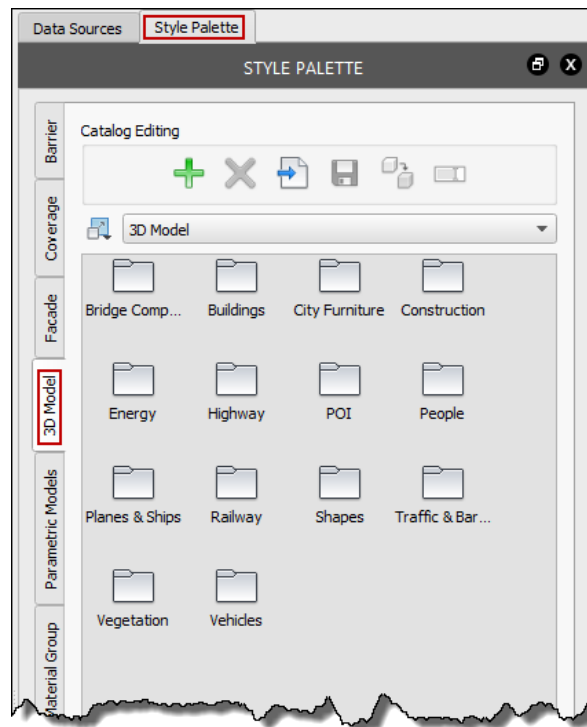 Data Sources Style Palette
STYLE PALETTE
Barrier
Coverage
Facade
3D Model
Parametric Models
Material Group
Catalog Editing
3D Model
Bridge Comp... Buildings City Furniture Construction
Energy Highway POI People
Planes & Ships Railway Shapes Traffic & Bar...
Vegetation Vehicles